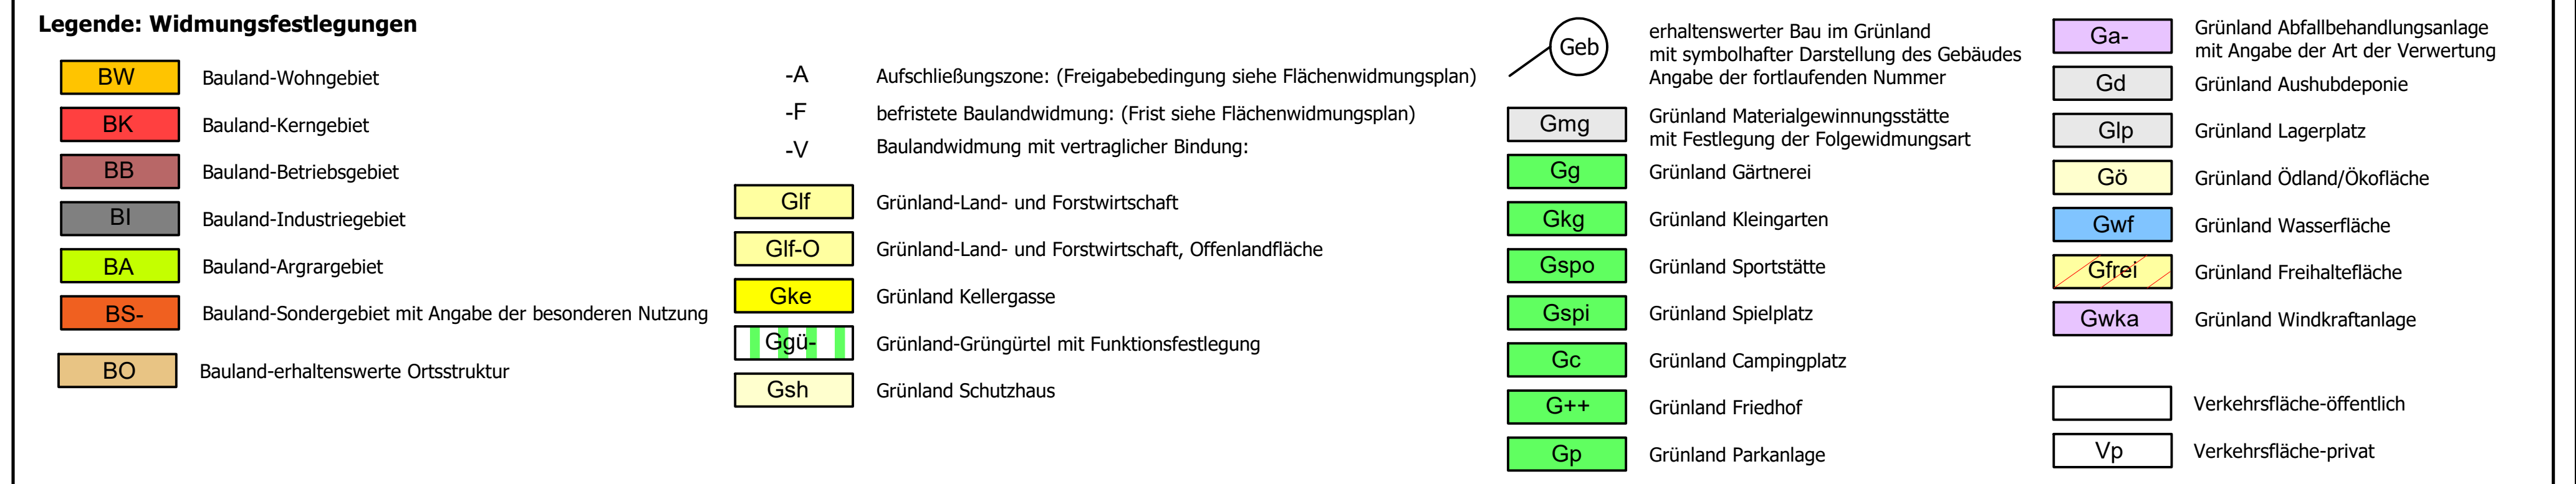 Legende: Widmungsfestlegungen
BW Bauland-Wohngebiet
BK Bauland-Kerngebiet
BB Bauland-Betriebsgebiet
BI Bauland-Industriegebiet
BA Bauland-Argrargebiet
BS- Bauland-Sondergebiet mit Angabe der besonderen Nutzung
BO Bauland-erhaltenswerte Ortsstruktur
-A Aufschließungszone: (Freigabebedingung siehe Flächenwidmungsplan)
-F befristete Baulandwidmung: (Frist siehe Flächenwidmungsplan)
-V Baulandwidmung mit vertraglicher Bindung:
Glf Grünland-Land- und Forstwirtschaft
Glf-O Grünland-Land- und Forstwirtschaft, Offenlandfläche
Gke Grünland Kellergasse
Ggü- Grünland-Grüngürtel mit Funktionsfestlegung
Gsh Grünland Schutzhaus
Geb erhaltenswerter Bau im Grünland
mit symbolhafter Darstellung des Gebäudes
Angabe der fortlaufenden Nummer
Gmg Grünland Materialgewinnungsstätte
mit Festlegung der Folgewidmungsart
Gg Grünland Gärtnerei
Gkg Grünland Kleingarten
Gspo Grünland Sportstätte
Gspi Grünland Spielplatz
Gc Grünland Campingplatz
G++ Grünland Friedhof
Gp Grünland Parkanlage
Ga- Grünland Abfallbehandlungsanlage
mit Angabe der Art der Verwertung
Gd Grünland Aushubdeponie
Glp Grünland Lagerplatz
Gö Grünland Ödland/Ökofläche
Gwf Grünland Wasserfläche
Gfrei Grünland Freihaltefläche
Gwka Grünland Windkraftanlage
Verkehrsfläche-öffentlich
Vp Verkehrsfläche-privat